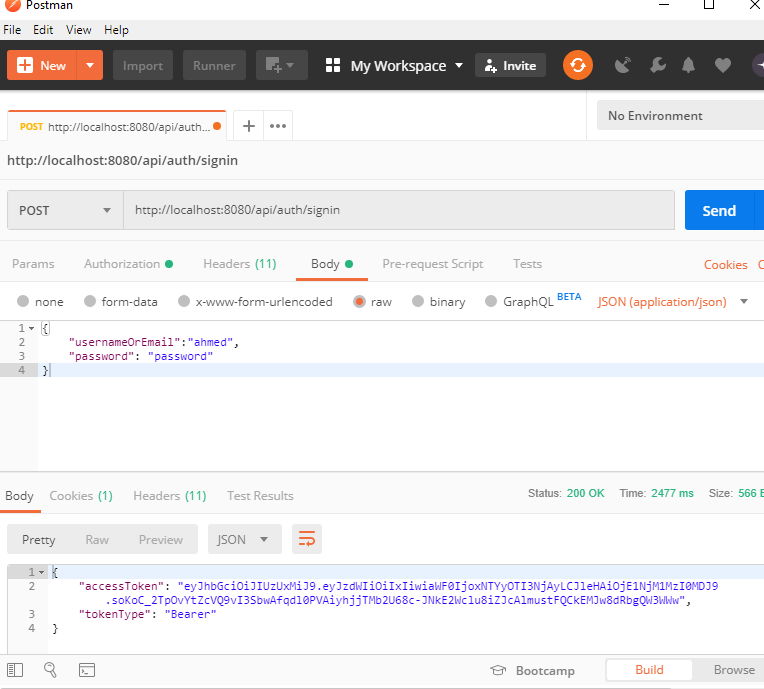 Postman
File Edit View Help
New Import Runner My Workspace Invite
POST http://localhost:8080/api/auth... No Environment
http://localhost:8080/api/auth/signin
POST http://localhost:8080/api/auth/signin Send
Params Authorization Headers (11) Body Pre-request Script Tests Cookies C
none form-data x-www-form-urlencoded raw binary GraphQL BETA JSON (application/json)
1 {
2 "usernameOrEmail":"ahmed",
3 "password": "password"
4 }
Body Cookies (1) Headers (11) Test Results Status: 200 OK Time: 2477 ms Size: 566 B
Pretty Raw Preview JSON
1 {
2 "accessToken": "eyJhbGciOiJIUzUxMiJ9.eyJzdWIiOiIxIiwiaWF0IjoxNTYyOTI3NjAyLCJleHAiOjE1NjM1MzI0MDJ9
.soKoC_2TpOvYtZcVQ9vI3SbwAfqdl0PVAiyhjjTMb2U68c-JNkE2Wclu8iZJcAlmustFQCkEMJw8dRbgQW3WWw",
3 "tokenType": "Bearer"
4 }
Bootcamp Build Browse